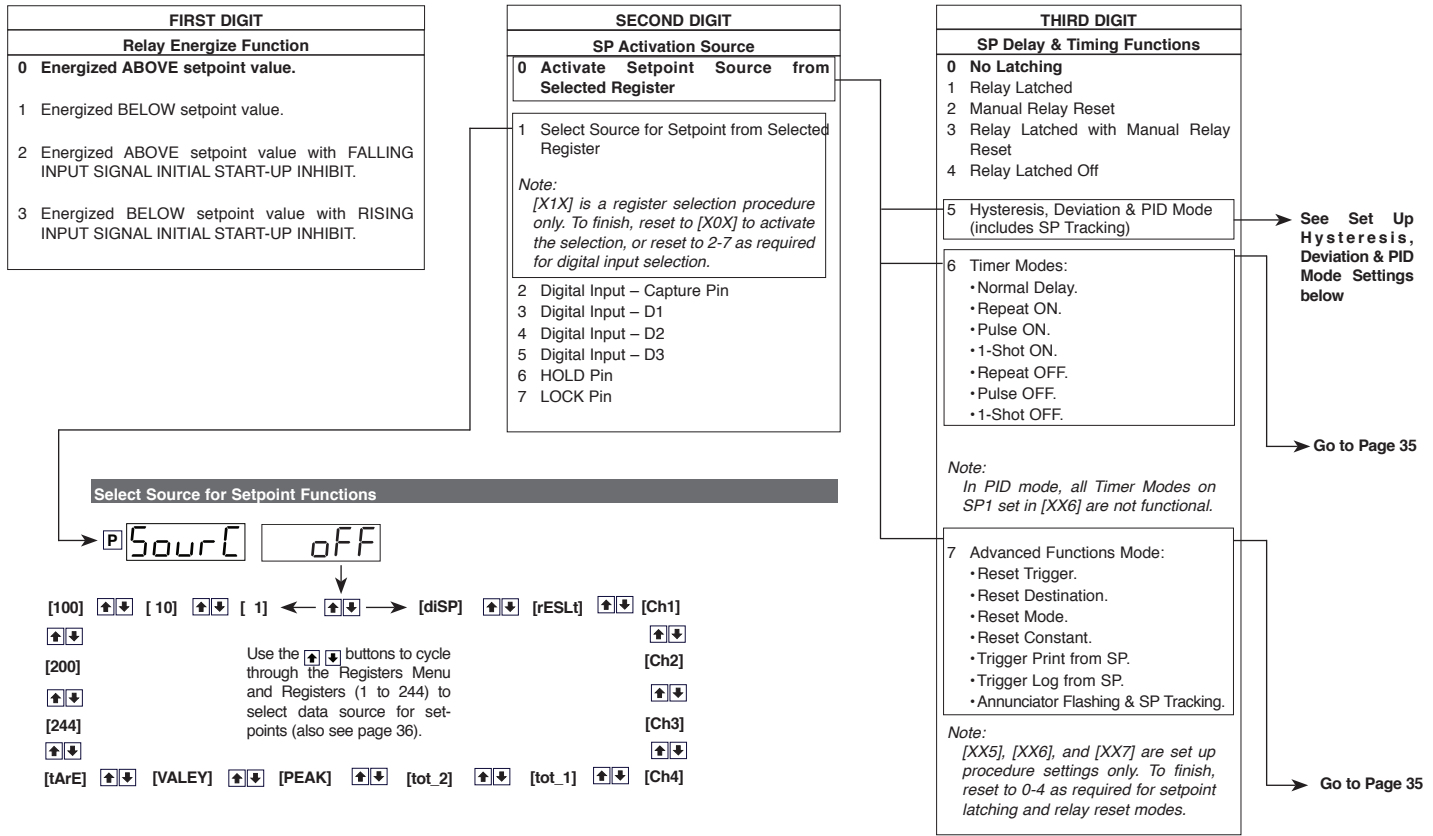 FIRST DIGIT
Relay Energize Function
0 Energized ABOVE setpoint value.
1 Energized BELOW setpoint value.
2 Energized ABOVE setpoint value with FALLING
INPUT SIGNAL INITIAL START-UP INHIBIT.
3 Energized BELOW setpoint value with RISING
INPUT SIGNAL INITIAL START-UP INHIBIT.
SECOND DIGIT
SP Activation Source
0 Activate Setpoint Source from
Selected Register
1 Select Source for Setpoint from Selected
Register
Note:
[X1X] is a register selection procedure
only. To finish, reset to [X0X] to activate
the selection, or reset to 2-7 as required
for digital input selection.
2 Digital Input – Capture Pin
3 Digital Input – D1
4 Digital Input – D2
5 Digital Input – D3
6 HOLD Pin
7 LOCK Pin
THIRD DIGIT
SP Delay & Timing Functions
0 No Latching
1 Relay Latched
2 Manual Relay Reset
3 Relay Latched with Manual Relay
Reset
4 Relay Latched Off
5 Hysteresis, Deviation & PID Mode
(includes SP Tracking)
See Set Up
Hysteresis,
Deviation & PID
Mode Settings
below
6 Timer Modes:
•Normal Delay.
•Repeat ON.
•Pulse ON.
•1-Shot ON.
•Repeat OFF.
•Pulse OFF.
•1-Shot OFF.
Go to Page 35
Note:
In PID mode, all Timer Modes on
SP1 set in [XX6] are not functional.
7 Advanced Functions Mode:
•Reset Trigger.
•Reset Destination.
•Reset Mode.
•Reset Constant.
•Trigger Print from SP.
•Trigger Log from SP.
•Annunciator Flashing & SP Tracking.
Note:
[XX5], [XX6], and [XX7] are set up
procedure settings only. To finish,
reset to 0-4 as required for setpoint
latching and relay reset modes.
Go to Page 35
Select Source for Setpoint Functions
P SourC oFF
[100] [ 10] [ 1] [diSP] [rESLt] [Ch1]
[200]
[244]
Use the buttons to cycle
through the Registers Menu
and Registers (1 to 244) to
select data source for set-
points (also see page 36).
[Ch2]
[Ch3]
[tArE] [VALEY] [PEAK] [tot_2] [tot_1] [Ch4]